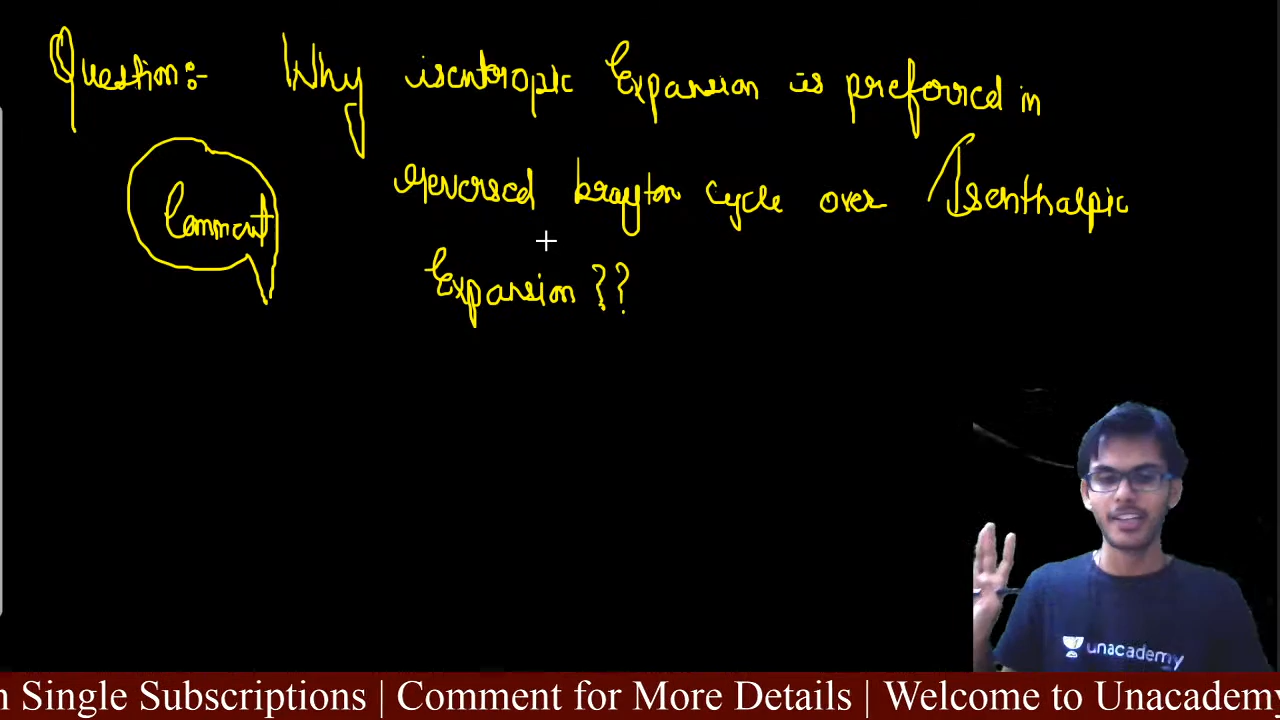 Question:- Why isentropic Expansion is preferred in
reversed brayton cycle over Isenthalpic
Comment
Expansion ??
unacademy
n Single Subscriptions | Comment for More Details | Welcome to Unacademy